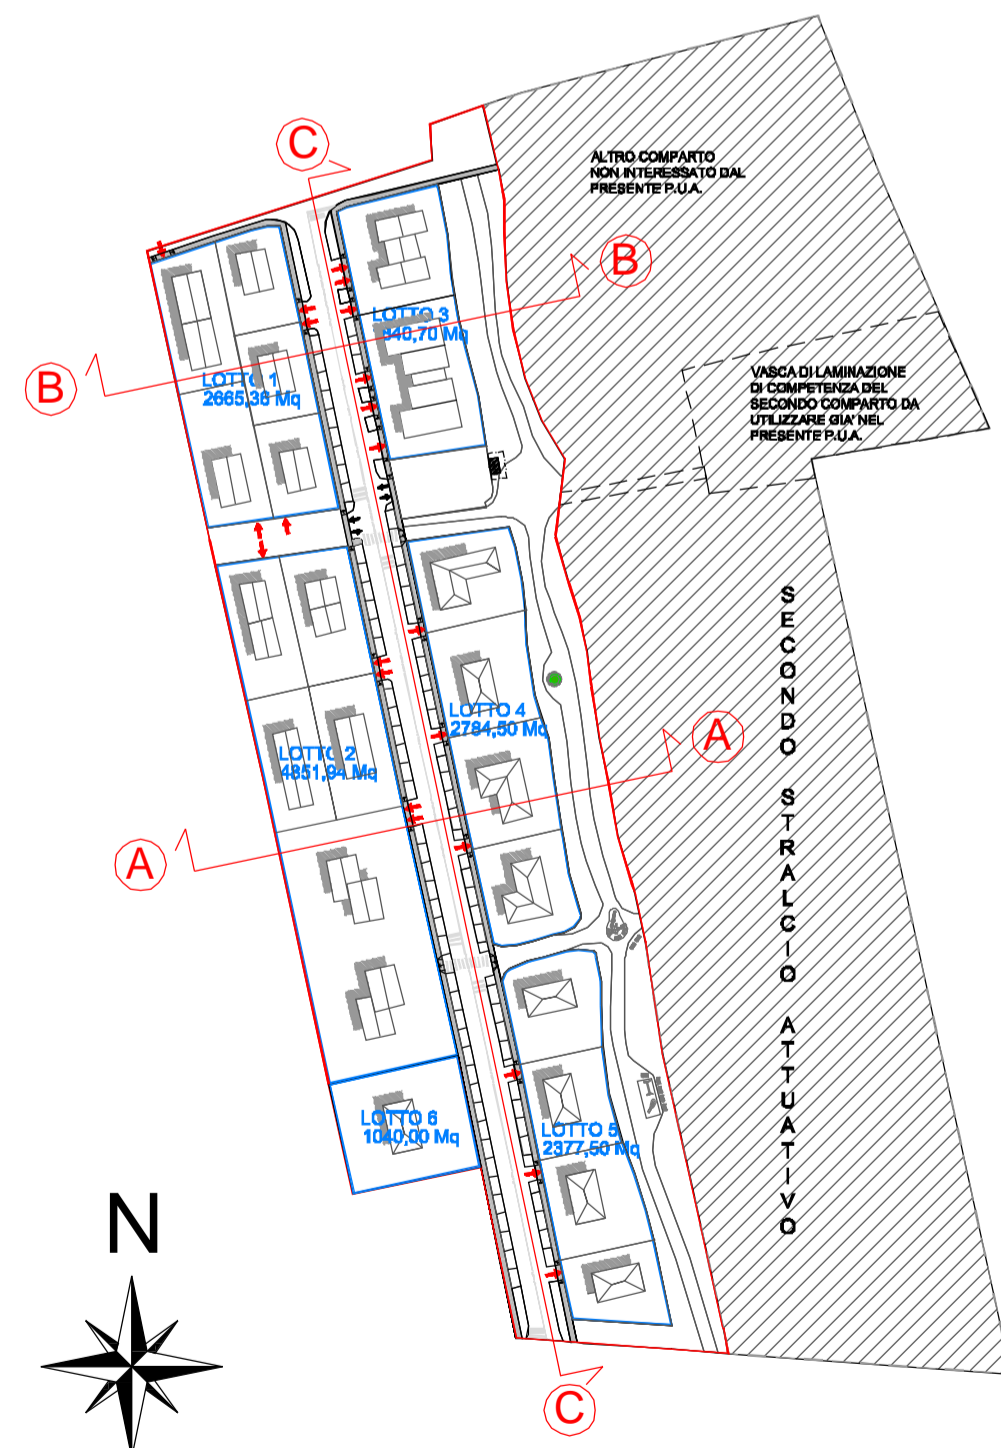 C
ALTRO COMPARTO
NON INTERESSATO DAL
PRESENTE P.U.A.
B
B
LOTTO 3
LOTTO 1
2665,36 Mq
VASCA DI LAMINAZIONE
DI COMPETENZA DEL
SECONDO COMPARTO DA
UTILIZZARE GIA' NEL
PRESENTE P.U.A.
SECONDO STRALCIO ATTUATIVO
LOTTO 4
2784,50 Mq
A
LOTTO 2
4851,94 Mq
A
LOTTO 6
1040,00 Mq
LOTTO 5
2377,50 Mq
N
C